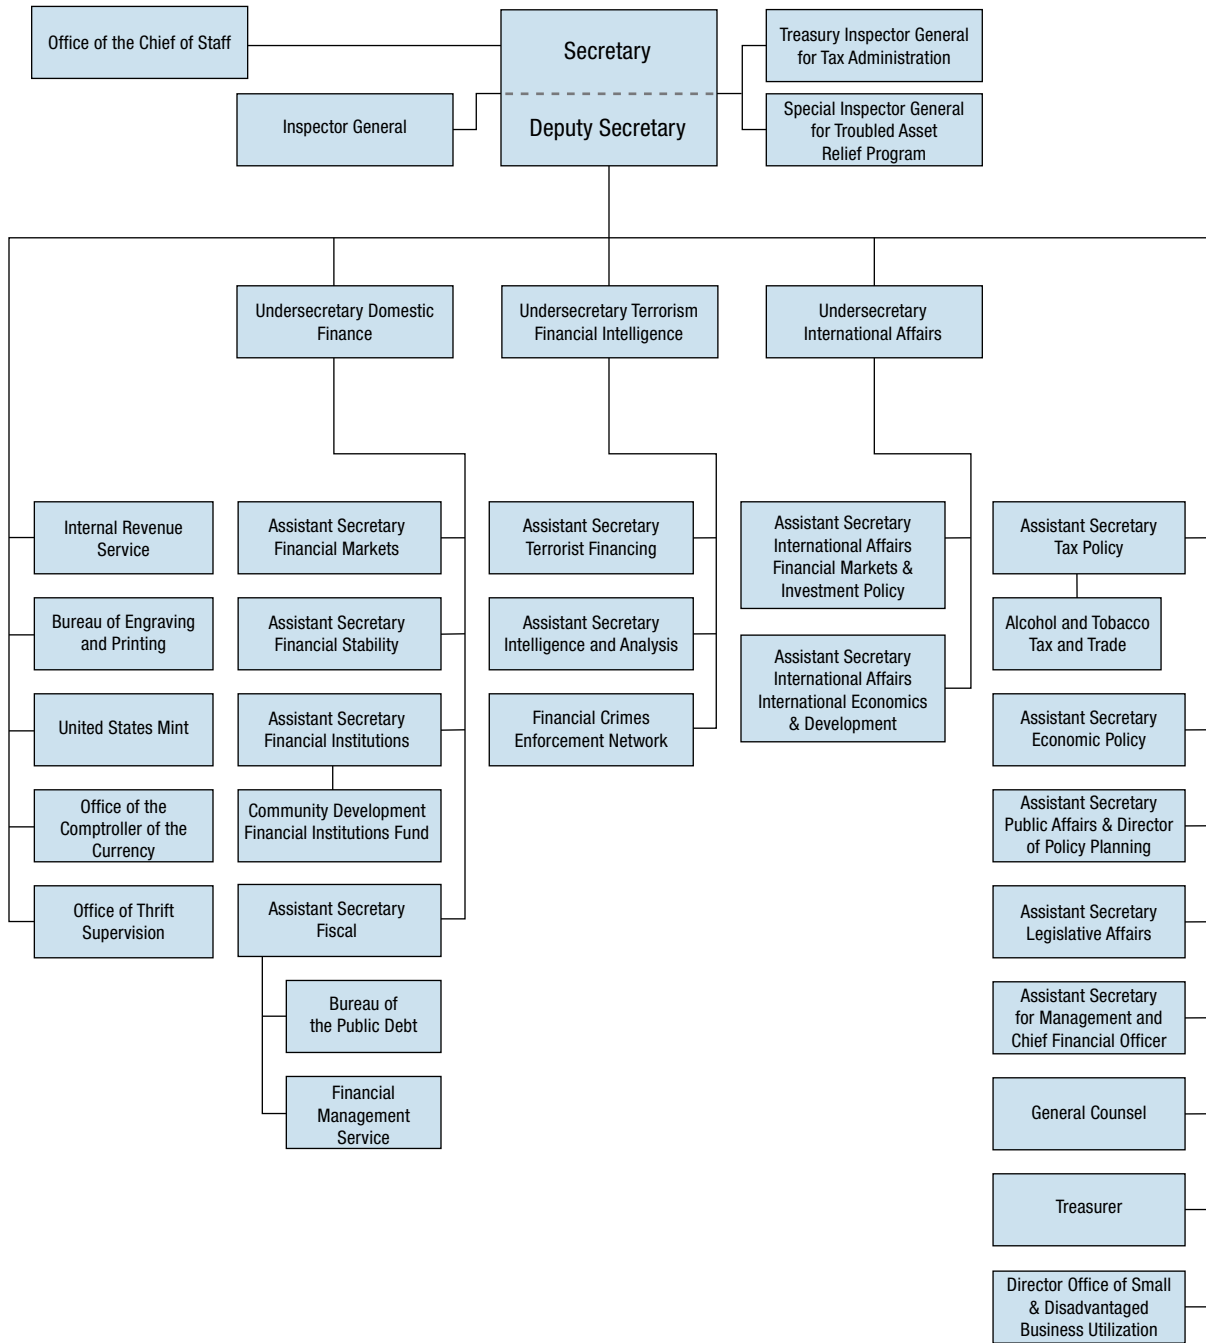 Office of the Chief of Staff
Secretary
Deputy Secretary
Treasury Inspector General
for Tax Administration
Inspector General
Special Inspector General
for Troubled Asset
Relief Program
Undersecretary Domestic
Finance
Undersecretary Terrorism
Financial Intelligence
Undersecretary
International Affairs
Internal Revenue
Service
Bureau of Engraving
and Printing
United States Mint
Office of the
Comptroller of the
Currency
Office of Thrift
Supervision
Assistant Secretary
Financial Markets
Assistant Secretary
Financial Stability
Assistant Secretary
Financial Institutions
Community Development
Financial Institutions Fund
Assistant Secretary
Fiscal
Bureau of
the Public Debt
Financial
Management
Service
Assistant Secretary
Terrorist Financing
Assistant Secretary
Intelligence and Analysis
Financial Crimes
Enforcement Network
Assistant Secretary
International Affairs
Financial Markets &
Investment Policy
Assistant Secretary
International Affairs
International Economics
& Development
Assistant Secretary
Tax Policy
Alcohol and Tobacco
Tax and Trade
Assistant Secretary
Economic Policy
Assistant Secretary
Public Affairs & Director
of Policy Planning
Assistant Secretary
Legislative Affairs
Assistant Secretary
for Management and
Chief Financial Officer
General Counsel
Treasurer
Director Office of Small
& Disadvantaged
Business Utilization